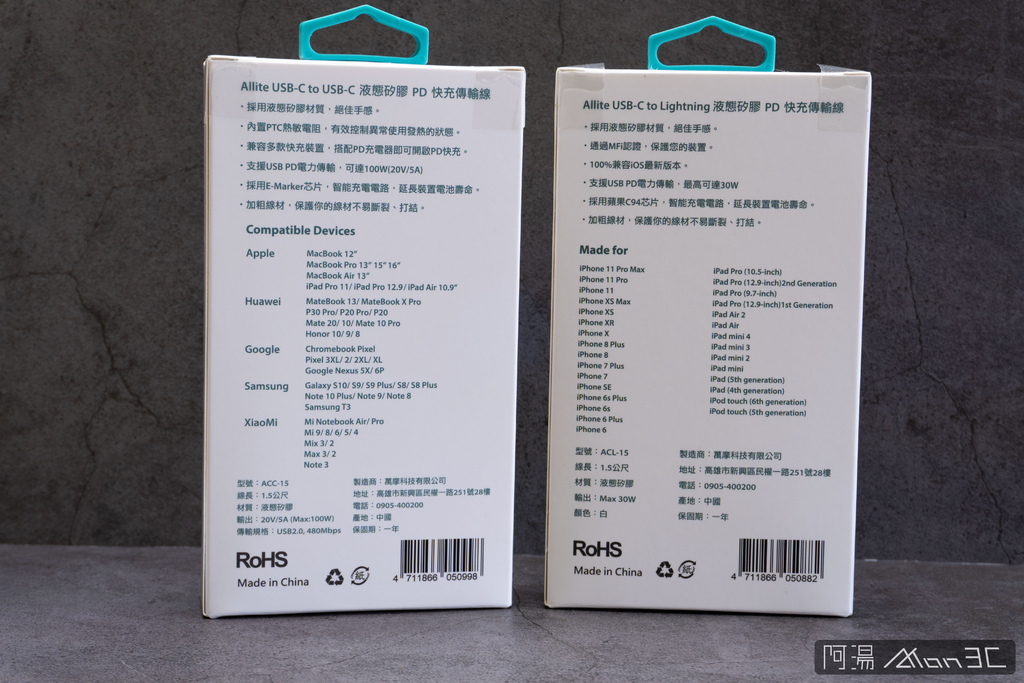 Allite USB-C to USB-C 液態矽膠 PD 快充傳輸線
・採用液態矽膠材質，絕佳手感。
・內置PTC熱敏電阻，有效控制異常使用發熱的狀態。
・兼容多款快充裝置，搭配PD充電器即可開啟PD快充。
・支援USB PD電力傳輸，可達100W(20V/5A)
・採用E-Marker芯片，智能充電電路，延長裝置電池壽命。
・加粗線材，保護你的線材不易斷裂、打結。
Compatible Devices
Apple
MacBook 12"
MacBook Pro 13" 15" 16"
MacBook Air 13"
iPad Pro 11/ iPad Pro 12.9/ iPad Air 10.9"
Huawei
MateBook 13/ MateBook X Pro
P30 Pro/ P20 Pro/ P20
Mate 20/ 10/ Mate 10 Pro
Honor 10/ 9/ 8
Google
Chromebook Pixel
Pixel 3XL/ 2/ 2XL/ XL
Google Nexus 5X/ 6P
Samsung
Galaxy S10/ S9/ S9 Plus/ S8/ S8 Plus
Note 10 Plus/ Note 9/ Note 8
Samsung T3
XiaoMi
Mi Notebook Air/ Pro
Mi 9/ 8/ 6/ 5/ 4
Mix 3/ 2
Max 3/ 2
Note 3
型號：ACC-15
線長：1.5公尺
材質：液態矽膠
輸出：20V/5A (Max:100W)
傳輸規格：USB2.0, 480Mbps
製造商：萬摩科技有限公司
地址：高雄市新興區民權一路251號28樓
電話：0905-400200
產地：中國
保固期：一年
RoHS
Made in China
紙
4 711866 050998
Allite USB-C to Lightning 液態矽膠 PD 快充傳輸線
・採用液態矽膠材質，絕佳手感。
・通過MFi認證，保護您的裝置。
・100%兼容iOS最新版本。
・支援USB PD電力傳輸，最高可達30W
・採用蘋果C94芯片，智能充電電路，延長裝置電池壽命。
・加粗線材，保護你的線材不易斷裂、打結。
Made for
iPhone 11 Pro Max
iPhone 11 Pro
iPhone 11
iPhone XS Max
iPhone XS
iPhone XR
iPhone X
iPhone 8 Plus
iPhone 8
iPhone 7 Plus
iPhone 7
iPhone SE
iPhone 6s Plus
iPhone 6s
iPhone 6 Plus
iPhone 6
iPad Pro (10.5-inch)
iPad Pro (12.9-inch)2nd Generation
iPad Pro (9.7-inch)
iPad Pro (12.9-inch)1st Generation
iPad Air 2
iPad Air
iPad mini 4
iPad mini 3
iPad mini 2
iPad mini
iPad (5th generation)
iPad (4th generation)
iPod touch (6th generation)
iPod touch (5th generation)
型號：ACL-15
線長：1.5公尺
材質：液態矽膠
輸出：Max 30W
顏色：白
製造商：萬摩科技有限公司
地址：高雄市新興區民權一路251號28樓
電話：0905-400200
產地：中國
保固期：一年
RoHS
Made in China
紙
4 711866 050882
阿湯 Man3C